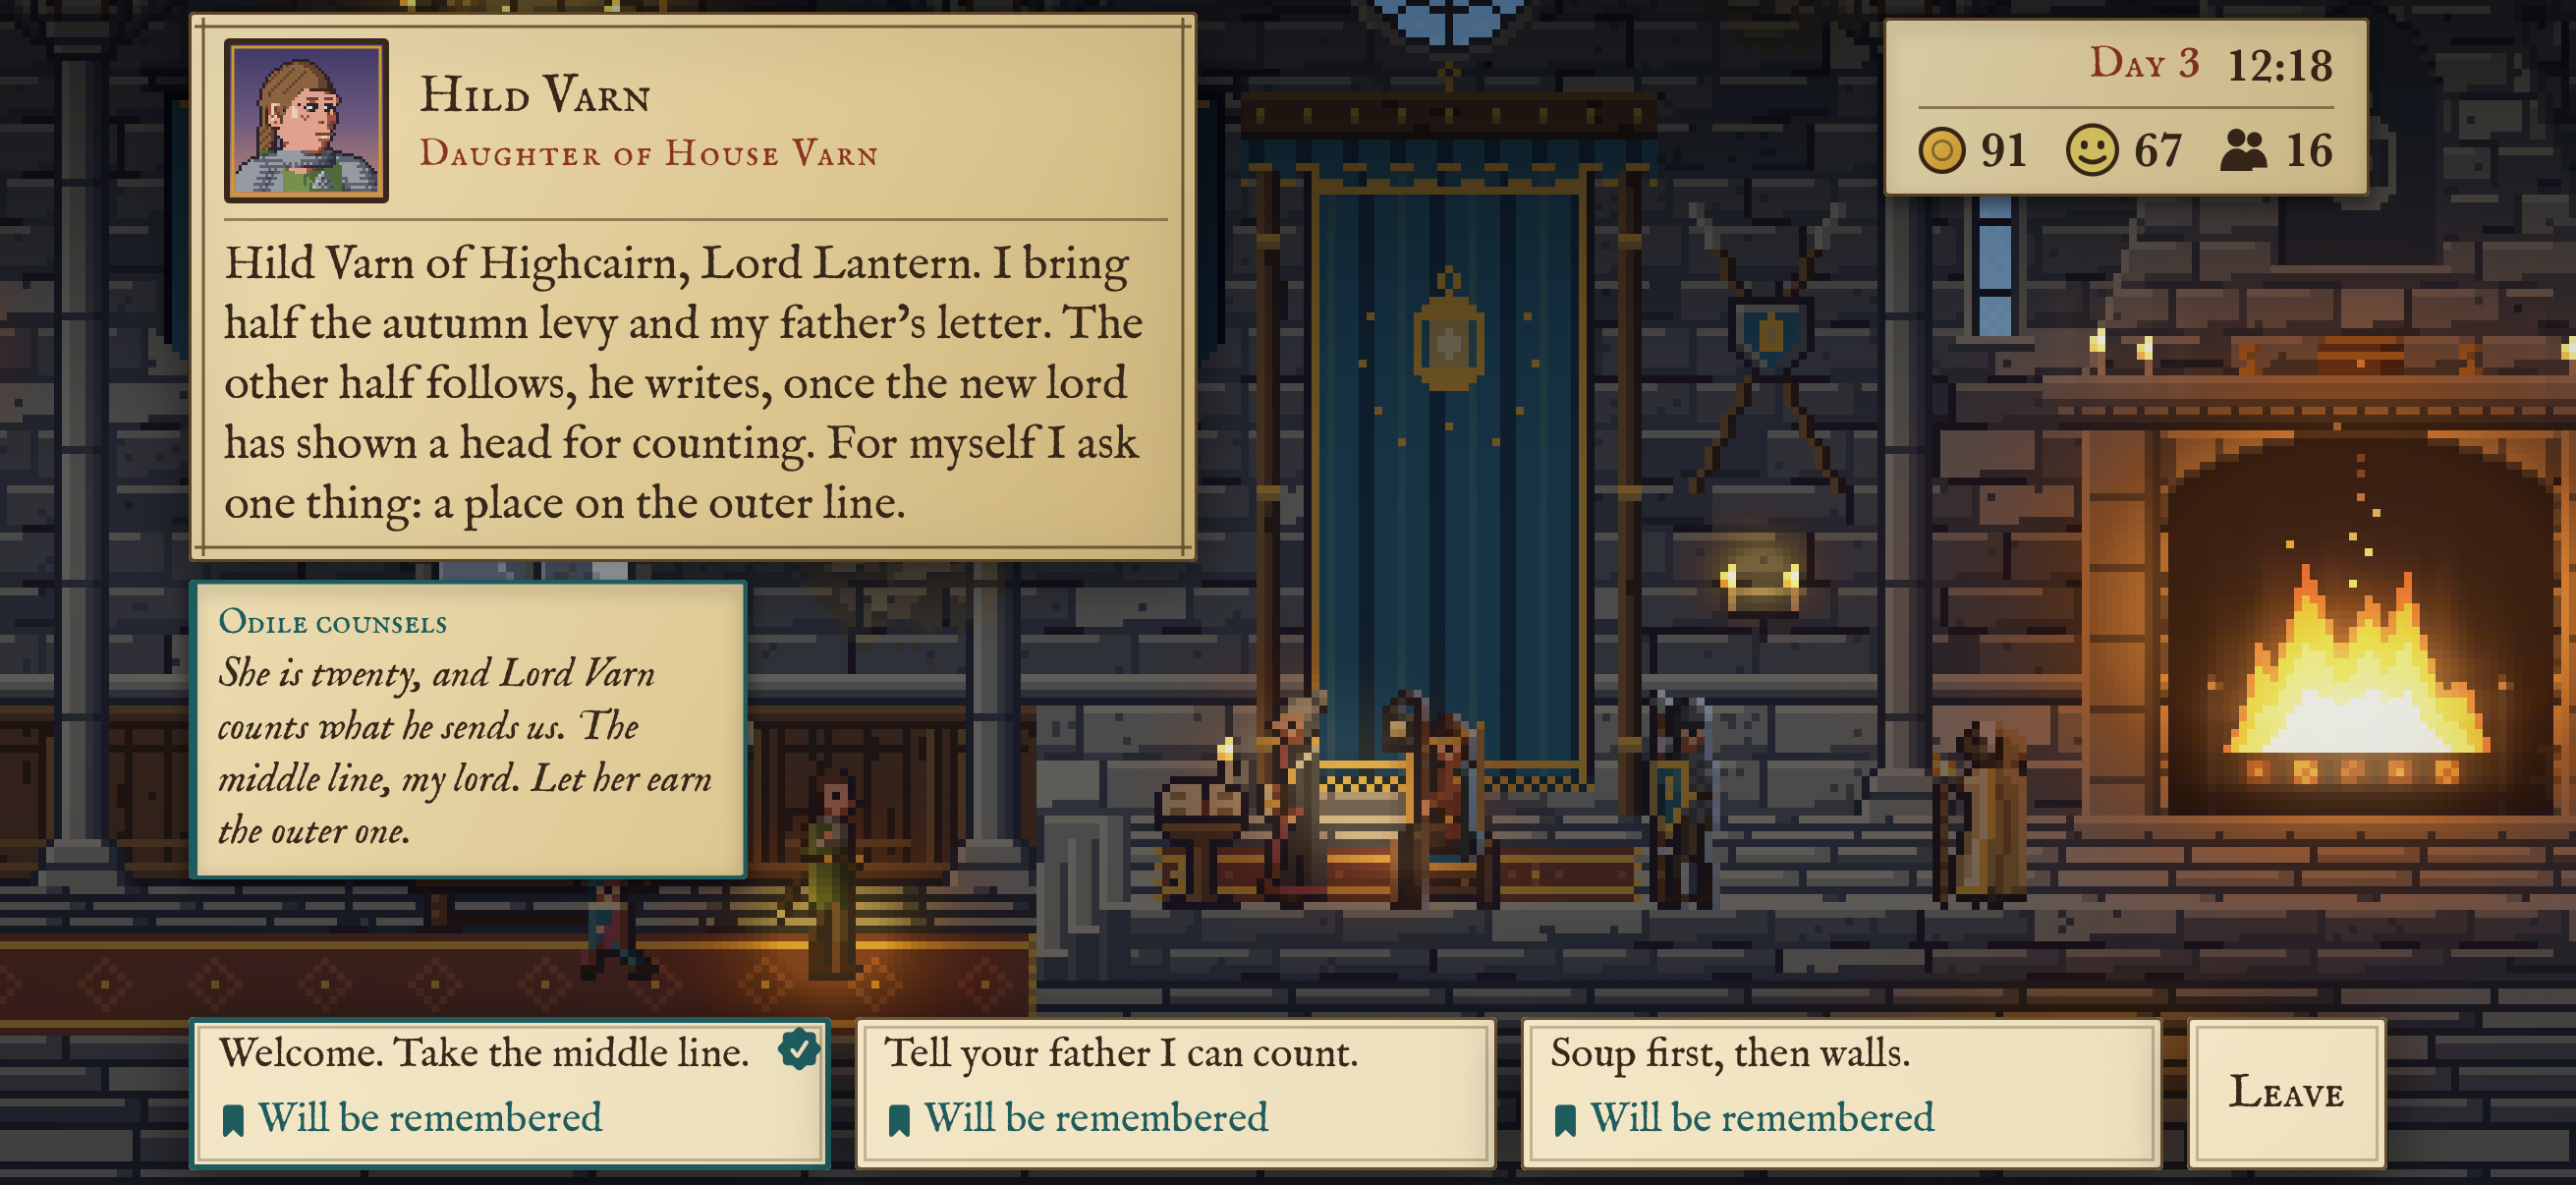 Hild Varn
Daughter of House Varn
Hild Varn of Highcairn, Lord Lantern. I bring
half the autumn levy and my father’s letter. The
other half follows, he writes, once the new lord
has shown a head for counting. For myself I ask
one thing: a place on the outer line.
Day 3 12:18
91 67 16
Odile counsels
She is twenty, and Lord Varn
counts what he sends us. The
middle line, my lord. Let her earn
the outer one.
Welcome. Take the middle line.
Will be remembered
Tell your father I can count.
Will be remembered
Soup first, then walls.
Will be remembered
Leave